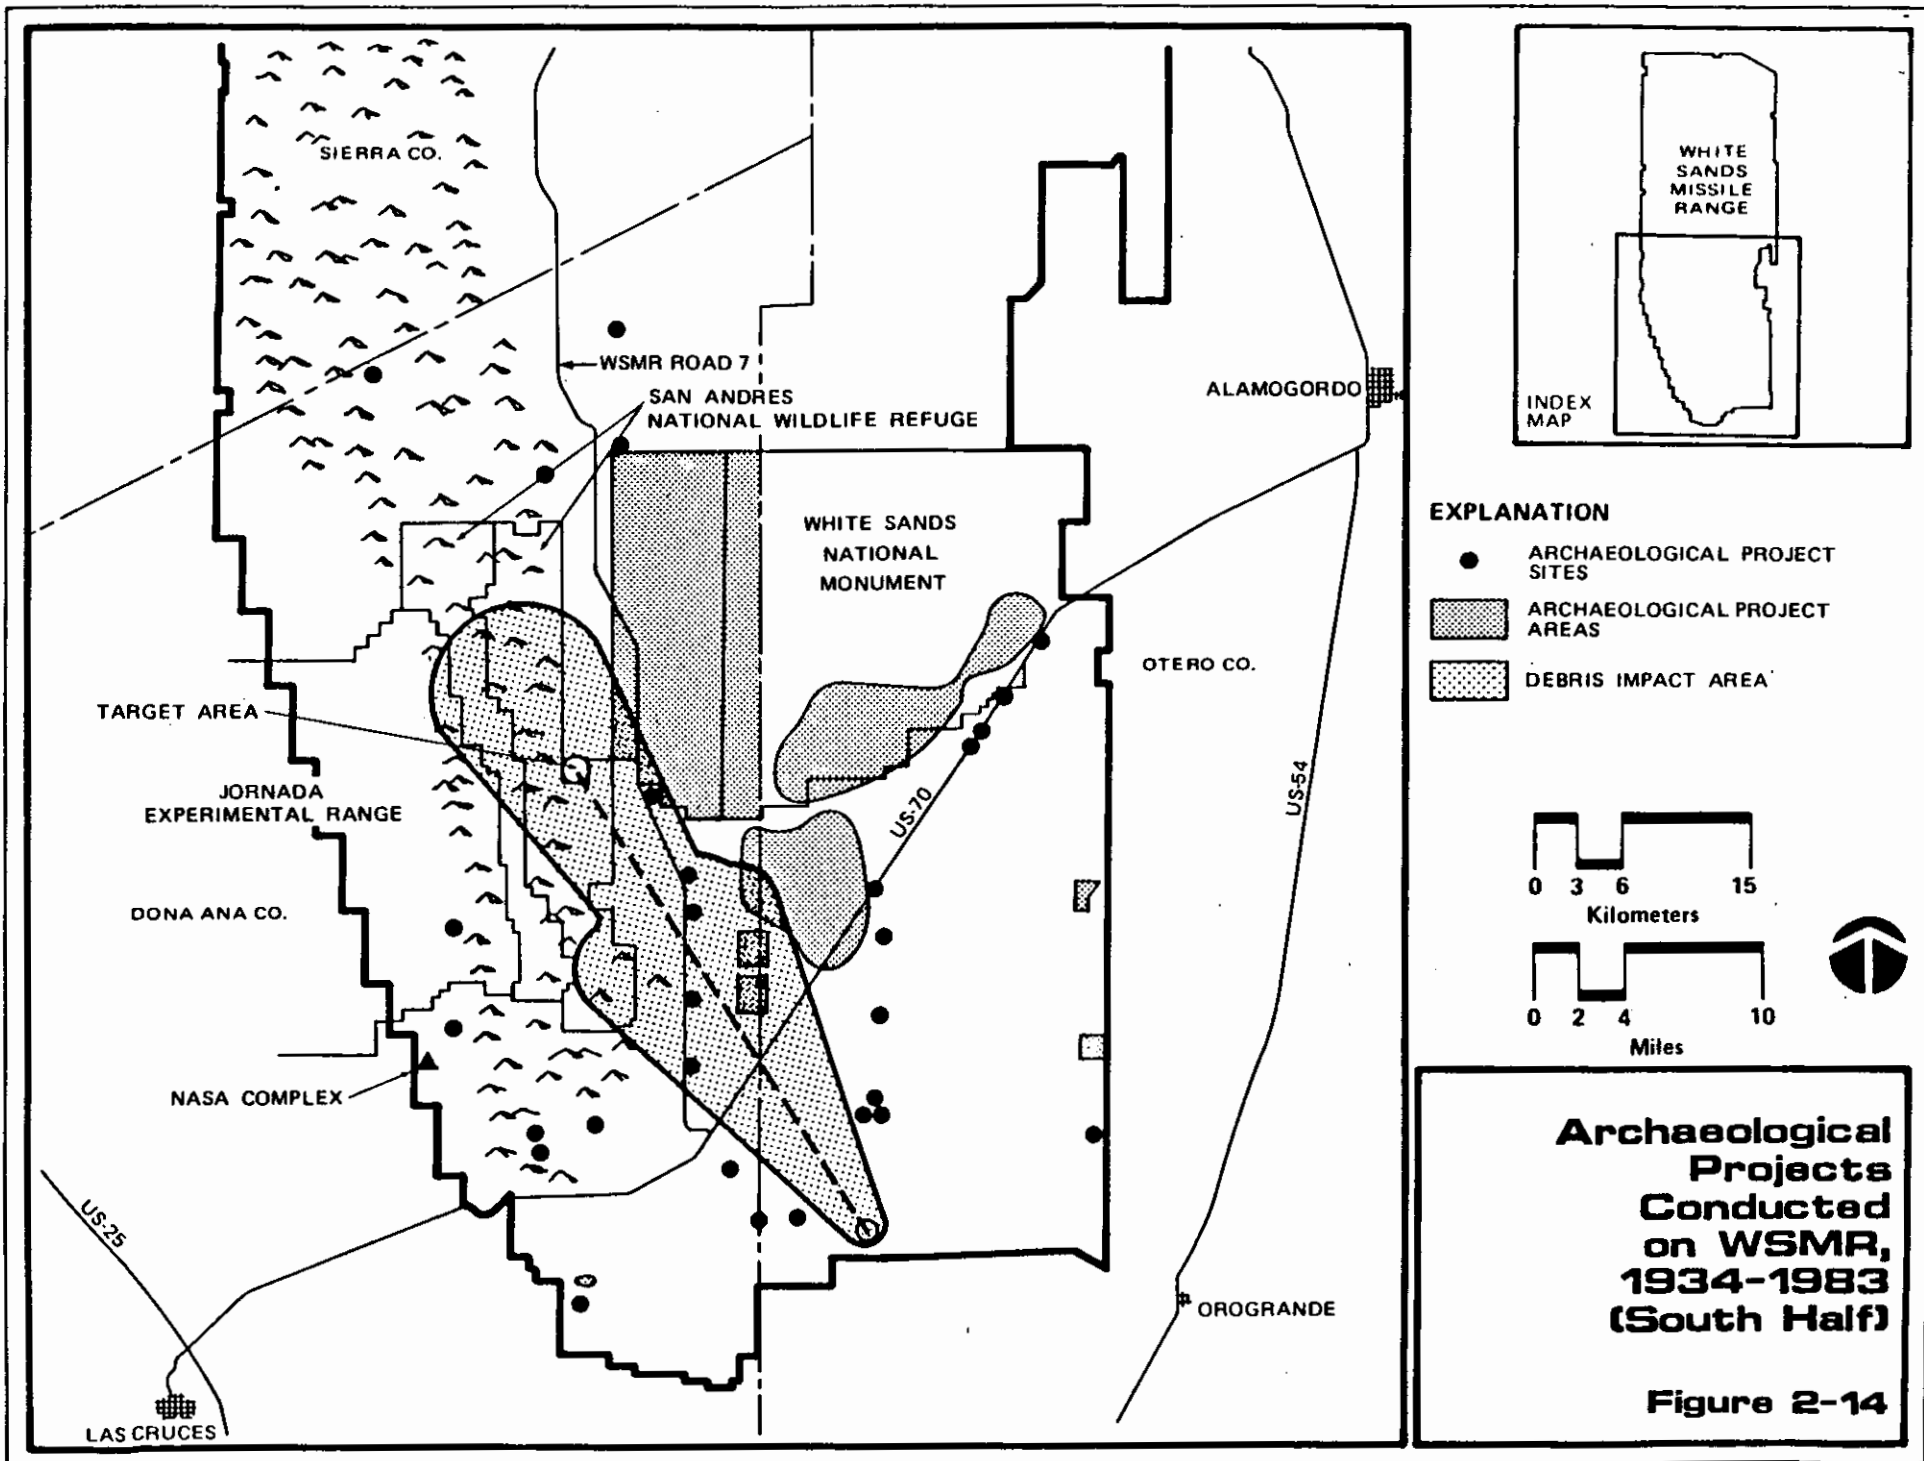 SIERRA CO.
WSMR ROAD 7
SAN ANDRES
NATIONAL WILDLIFE REFUGE
ALAMOGORDO
WHITE SANDS
NATIONAL
MONUMENT
OTERO CO.
TARGET AREA
JORNADA
EXPERIMENTAL RANGE
US-70
US-54
DONA ANA CO.
NASA COMPLEX
US-25
OROGRANDE
LAS CRUCES
WHITE
SANDS
MISSILE
RANGE
INDEX
MAP
EXPLANATION
ARCHAEOLOGICAL PROJECT
SITES
ARCHAEOLOGICAL PROJECT
AREAS
DEBRIS IMPACT AREA
0 3 6 15
Kilometers
0 2 4 10
Miles
Archaeological
Projects
Conducted
on WSMR,
1934-1983
(South Half)
Figure 2-14